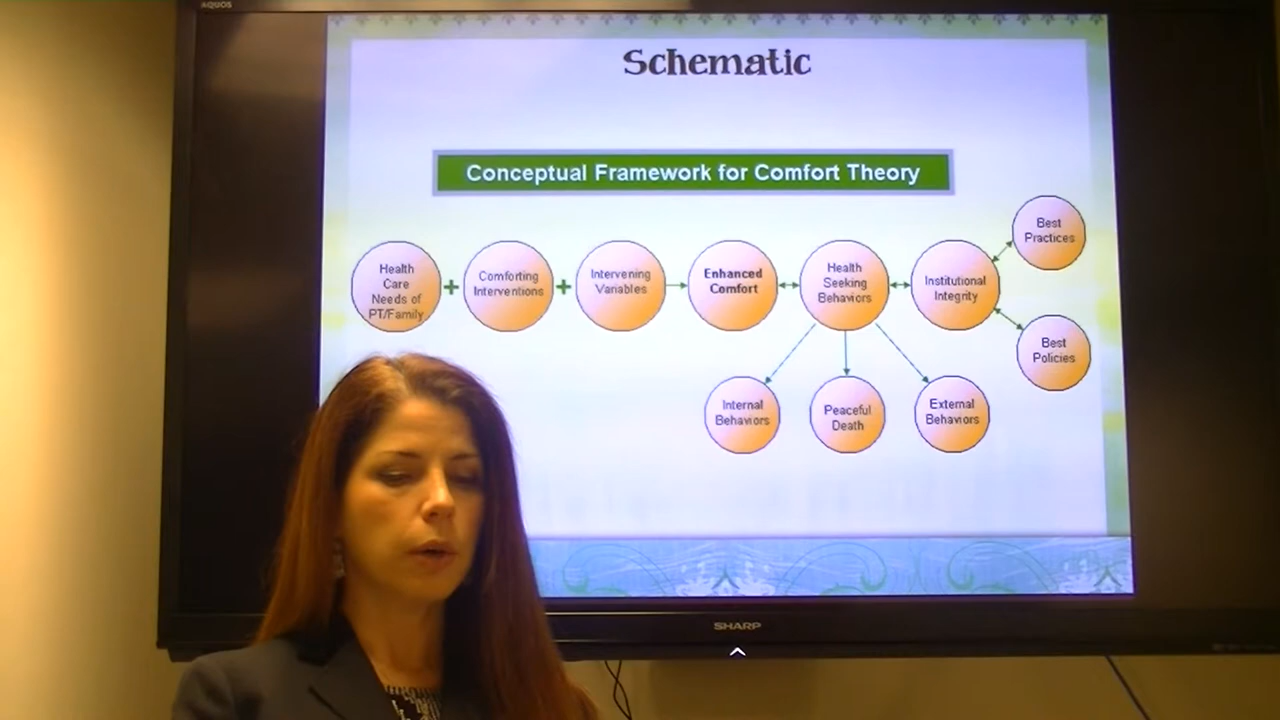 AQUOS
Schematic
Conceptual Framework for Comfort Theory
Health
Care
Needs of
PT/Family
+
Comforting
Interventions
+
Intervening
Variables
Enhanced
Comfort
Health
Seeking
Behaviors
Institutional
Integrity
Best
Practices
Best
Policies
Internal
Behaviors
Peaceful
Death
External
Behaviors
SHARP